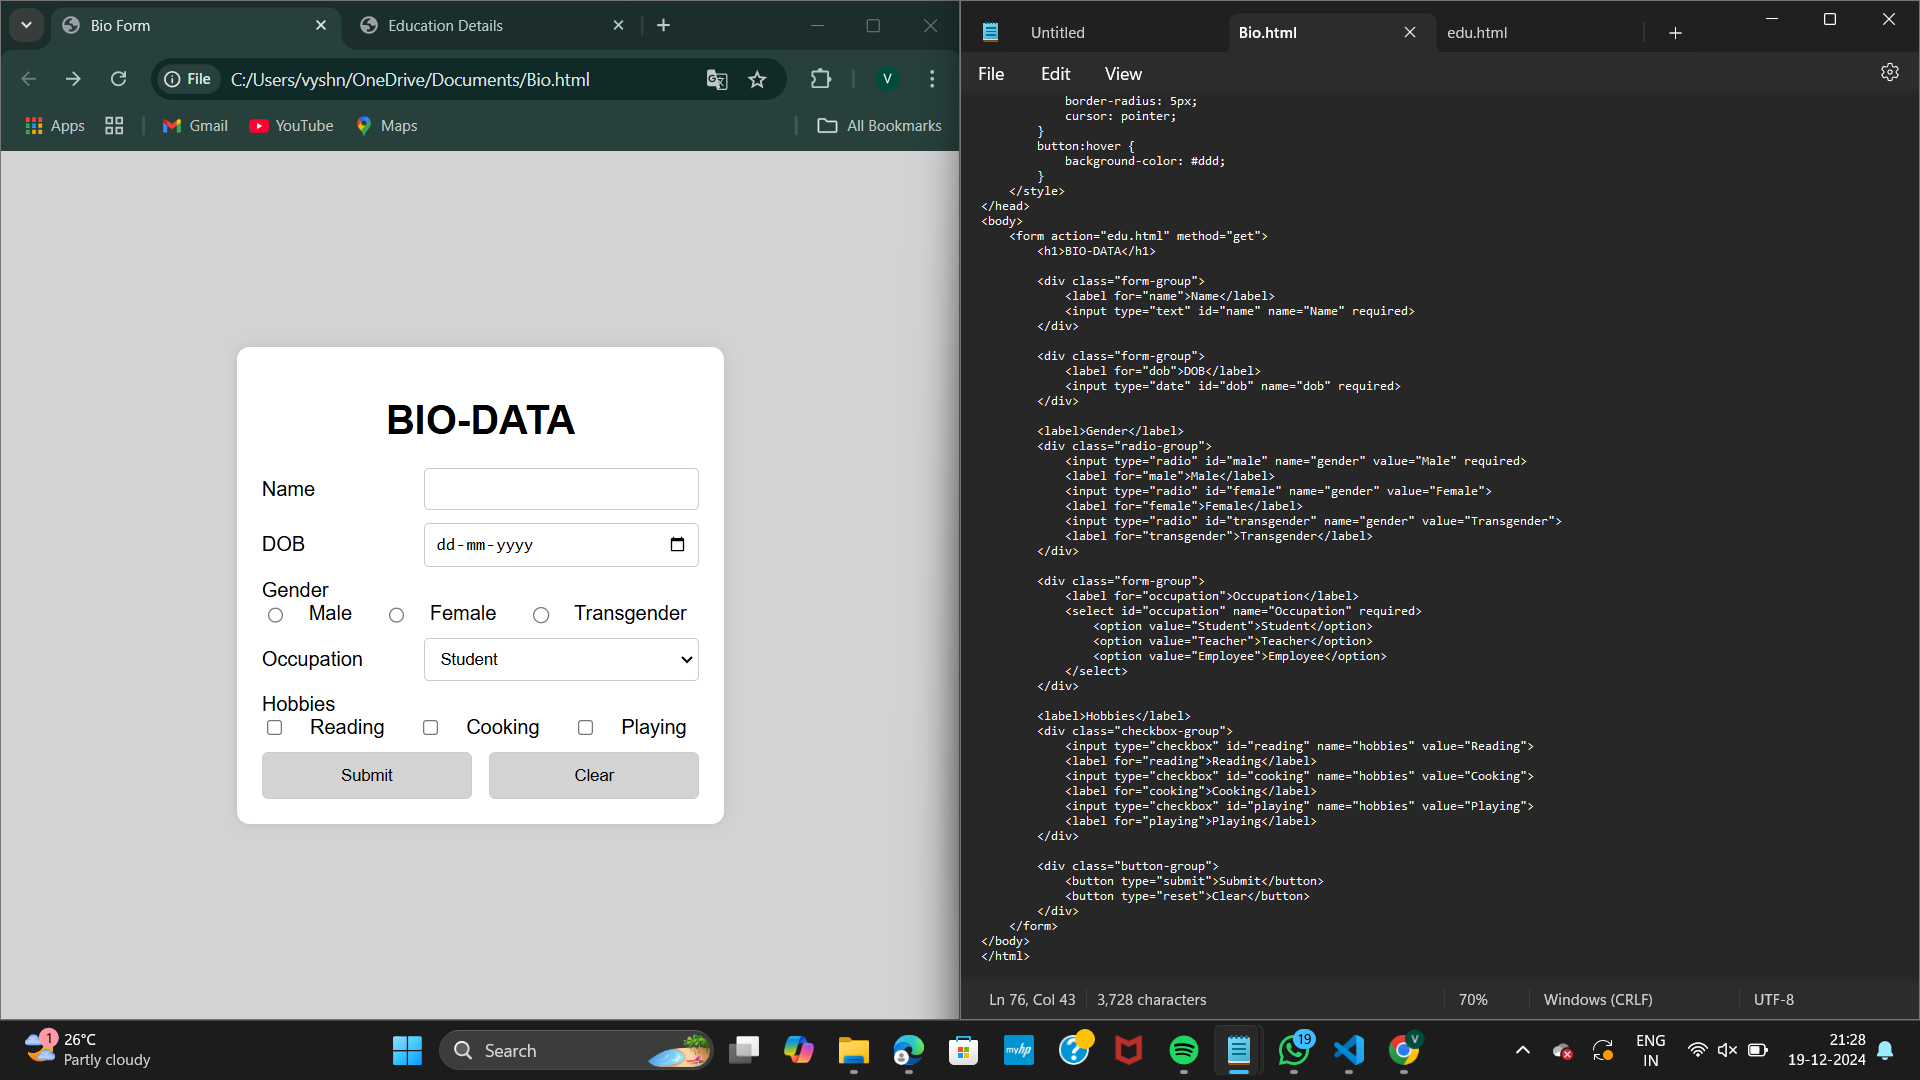 Bio Form
Education Details
File
C:/Users/vyshn/OneDrive/Documents/Bio.html
V
Apps
Gmail
YouTube
Maps
All Bookmarks
BIO-DATA
Name
DOB
dd-mm-yyyy
Gender
Male
Female
Transgender
Occupation
Student
Hobbies
Reading
Cooking
Playing
Submit
Clear
Untitled
Bio.html
edu.html
File
Edit
View
border-radius: 5px;
cursor: pointer;
}
button:hover {
background-color: #ddd;
}
</style>
</head>
<body>
<form action="edu.html" method="get">
<h1>BIO-DATA</h1>
<div class="form-group">
<label for="name">Name</label>
<input type="text" id="name" name="Name" required>
</div>
<div class="form-group">
<label for="dob">DOB</label>
<input type="date" id="dob" name="dob" required>
</div>
<label>Gender</label>
<div class="radio-group">
<input type="radio" id="male" name="gender" value="Male" required>
<label for="male">Male</label>
<input type="radio" id="female" name="gender" value="Female">
<label for="female">Female</label>
<input type="radio" id="transgender" name="gender" value="Transgender">
<label for="transgender">Transgender</label>
</div>
<div class="form-group">
<label for="occupation">Occupation</label>
<select id="occupation" name="Occupation" required>
<option value="Student">Student</option>
<option value="Teacher">Teacher</option>
<option value="Employee">Employee</option>
</select>
</div>
<label>Hobbies</label>
<div class="checkbox-group">
<input type="checkbox" id="reading" name="hobbies" value="Reading">
<label for="reading">Reading</label>
<input type="checkbox" id="cooking" name="hobbies" value="Cooking">
<label for="cooking">Cooking</label>
<input type="checkbox" id="playing" name="hobbies" value="Playing">
<label for="playing">Playing</label>
</div>
<div class="button-group">
<button type="submit">Submit</button>
<button type="reset">Clear</button>
</div>
</form>
</body>
</html>
Ln 76, Col 43
3,728 characters
70%
Windows (CRLF)
UTF-8
1
26°C
Partly cloudy
Search
myhp
19
V
ENG
IN
21:28
19-12-2024